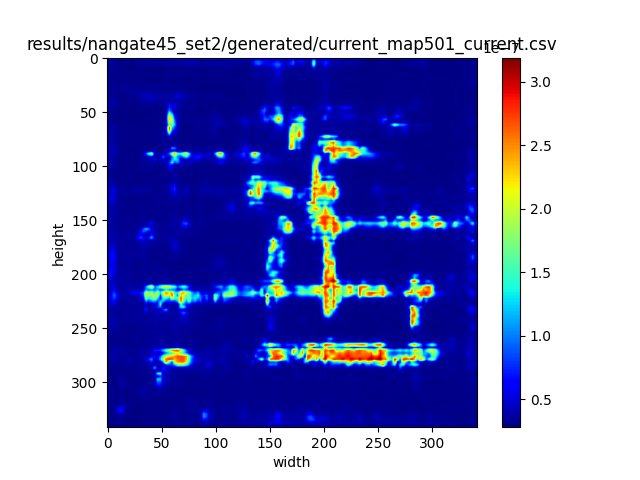 results/nangate45_set2/generated/current_map501_current.csv
1e−7
0
50
100
150
200
250
300
height
0 50 100 150 200 250 300
width
3.0
2.5
2.0
1.5
1.0
0.5